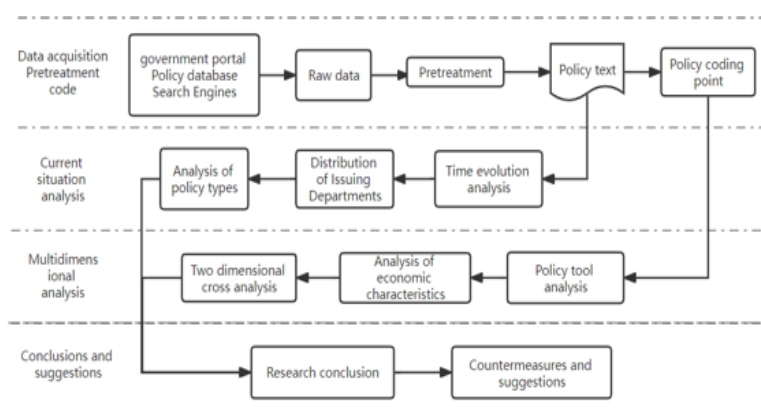 Data acquisition
Pretreatment
code
government portal
Policy database
Search Engines
Raw data
Pretreatment
Policy text
Policy coding
point
Current
situation
analysis
Analysis of
policy types
Distribution
of Issuing
Departments
Time evolution
analysis
Multidimens
ional
analysis
Two dimensional
cross analysis
Analysis of
economic
characteristics
Policy tool
analysis
Conclusions and
suggestions
Research conclusion
Countermeasures and
suggestions